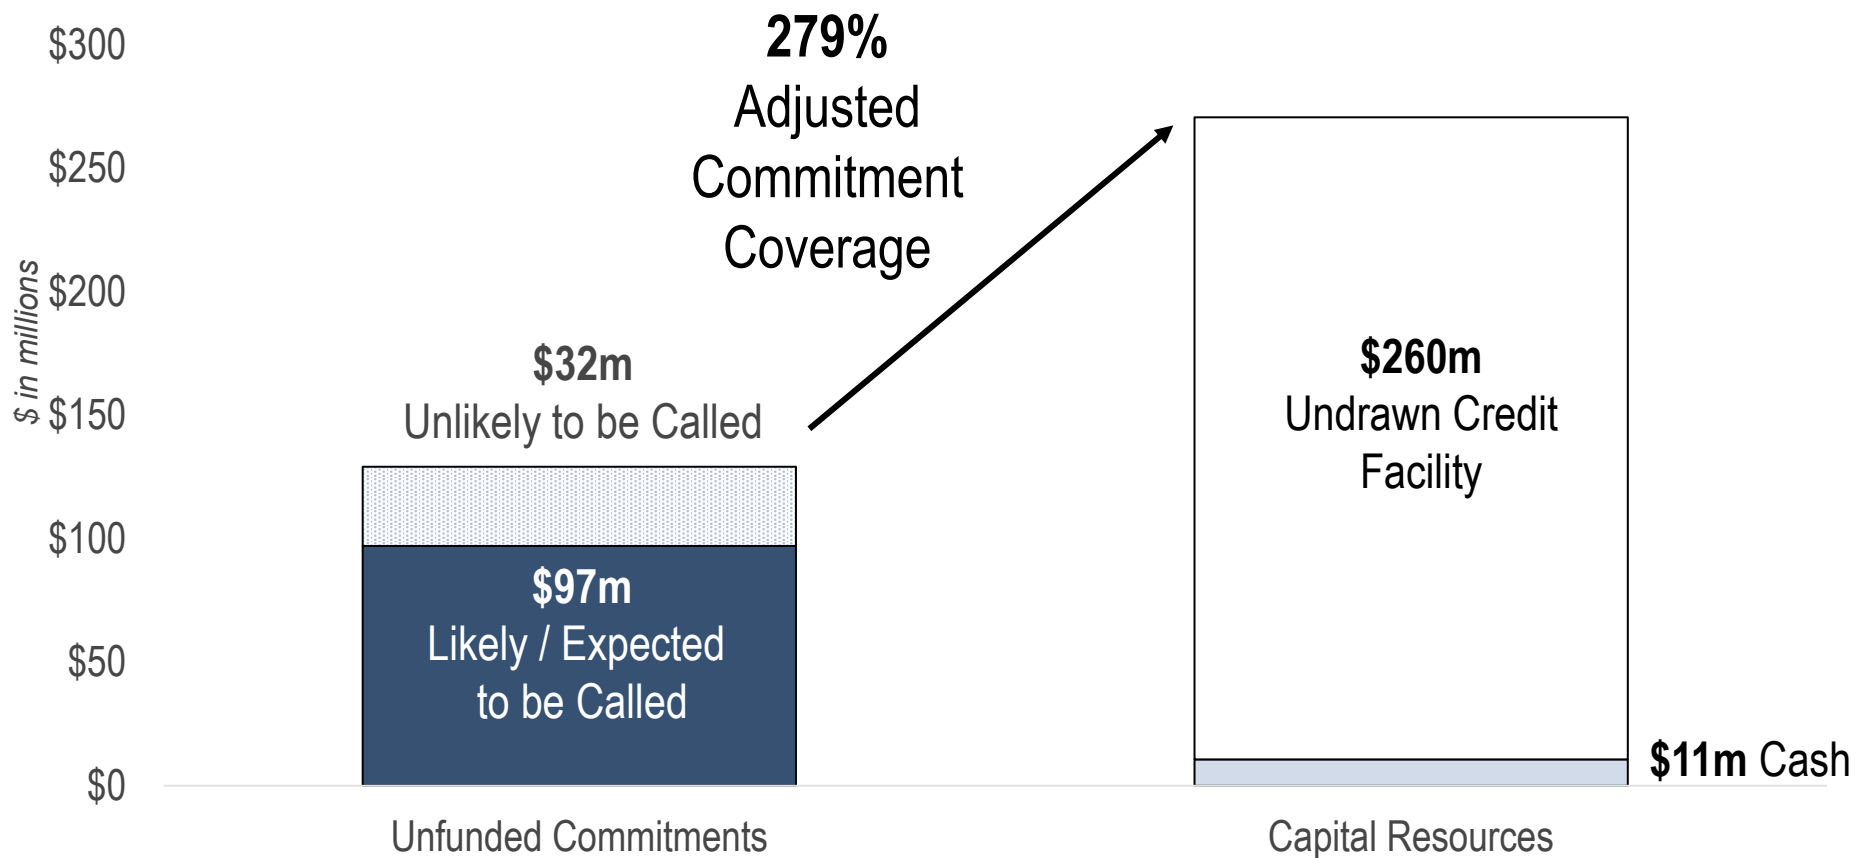 $300
$250
$200
$150
$100
$50
$0
$ in millions
279%
Adjusted
Commitment
Coverage
$32m
Unlikely to be Called
$97m
Likely / Expected
to be Called
$260m
Undrawn Credit
Facility
$11m Cash
Unfunded Commitments
Capital Resources